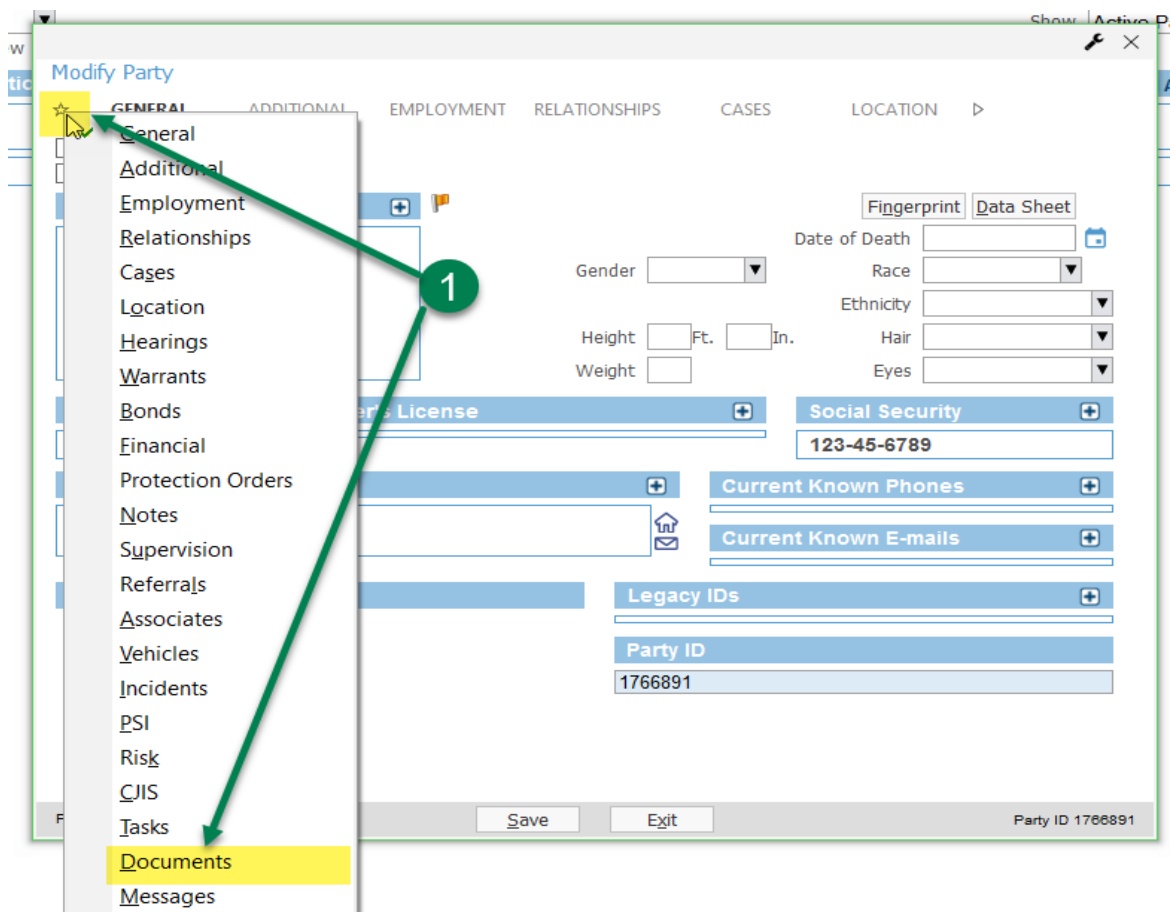 Show Active P
ow
Modify Party
tic
GENERAL ADDITIONAL EMPLOYMENT RELATIONSHIPS CASES LOCATION
General
Additional
Employment
Fingerprint Data Sheet
Relationships
Date of Death
Cases
Gender
Race
1
Location
Ethnicity
Hearings
Height Ft. In.
Hair
Warrants
Weight
Eyes
Bonds
er's License
Social Security
Financial
123-45-6789
Protection Orders
Current Known Phones
Notes
Supervision
Current Known E-mails
Referrals
Legacy IDs
Associates
Vehicles
Party ID
Incidents
1766891
PSI
Risk
CJIS
Tasks
F
Save Exit
Party ID 1766891
Documents
Messages